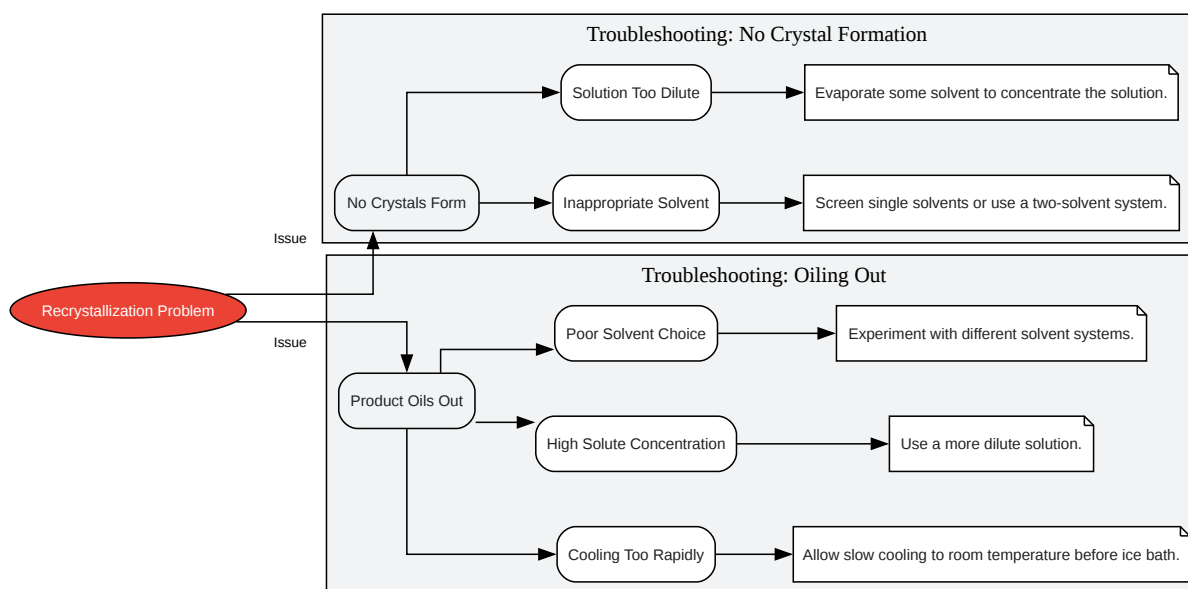 Troubleshooting: No Crystal Formation
Solution Too Dilute
Evaporate some solvent to concentrate the solution.
No Crystals Form
Inappropriate Solvent
Screen single solvents or use a two-solvent system.
Issue
Recrystallization Problem
Issue
Troubleshooting: Oiling Out
Poor Solvent Choice
Experiment with different solvent systems.
Product Oils Out
High Solute Concentration
Use a more dilute solution.
Cooling Too Rapidly
Allow slow cooling to room temperature before ice bath.